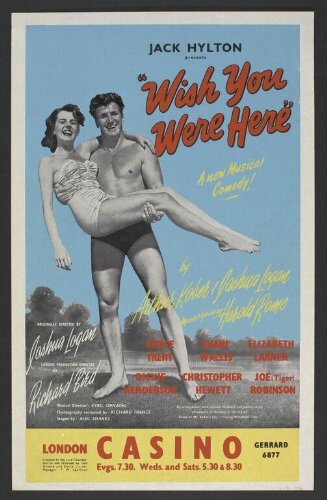 JACK HYLTON
PRESENTS
"Wish You
Were Here"
A new Musical
Comedy!
by
Arthur Kober & Joshua Logan
Music & Lyrics by Harold Rome
ORIGINALLY DIRECTED BY
Joshua Logan
LONDON PRODUCTION DIRECTED BY
Richard Bird
BRUCE TRENT
SHANI WALLIS
ELIZABETH LARNER
DICKIE HENDERSON
CHRISTOPHER HEWETT
JOE (Tiger) ROBINSON
Musical Director: CYRIL ORNADEL
Choreography recreated by RICHARD FRANCE
Staged by ALEC SHANKS
LONDON
CASINO
GERRARD
6877
Evgs. 7.30. Weds. and Sats. 5.30 & 8.30